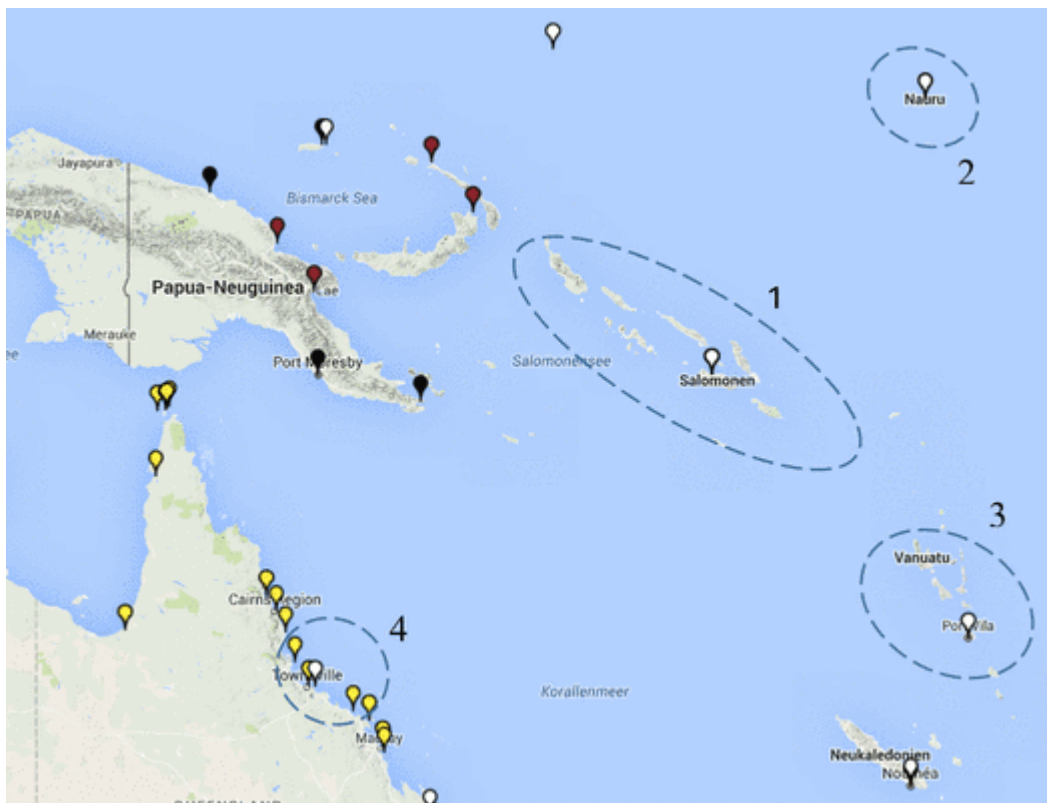 Nauru
2
Jayapura
PAPUA
Bismarck Sea
1
Papua-Neuguinea
Lae
Merauke
Port Moresby
Salomonensee
Salomonen
3
Vanuatu
Port Vila
Cairns Region
4
Townsville
Korallenmeer
Mackay
Neukaledonien
Nouméa
QUEENSLAND